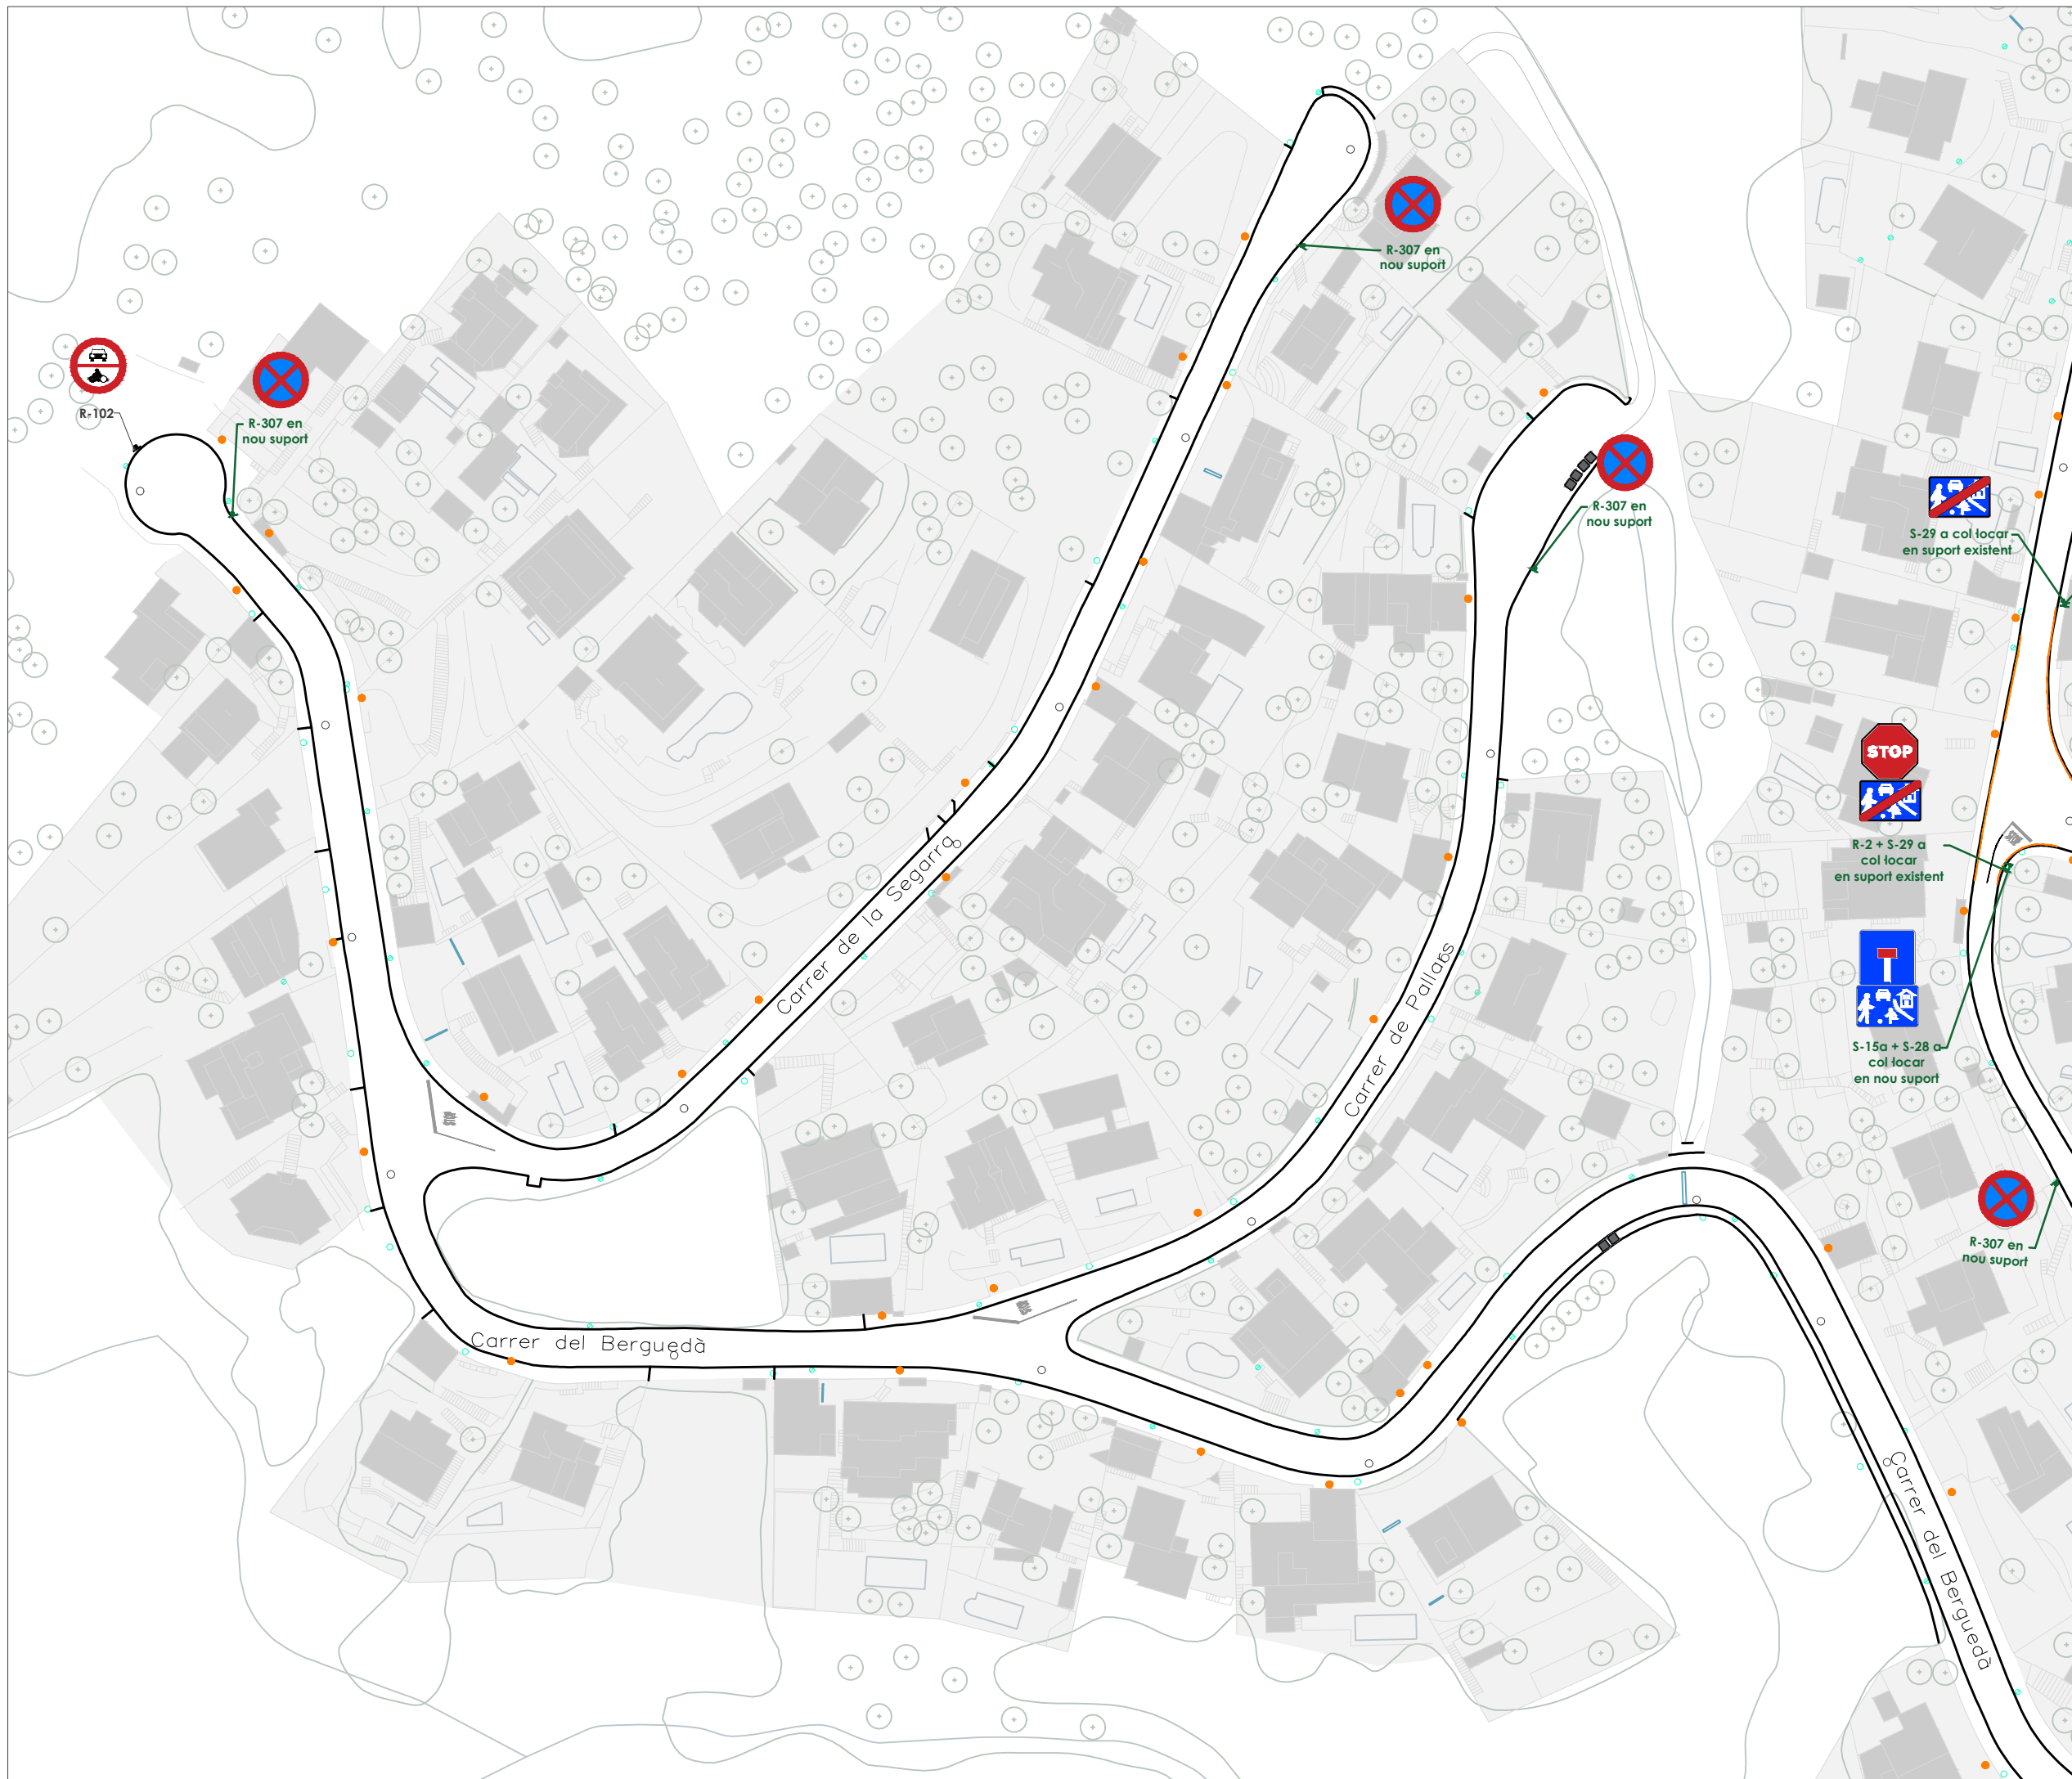 R-307 en
nou suport
R-102
R-307 en
nou suport
R-307 en
nou suport
S-29 a col·locar
en suport existent
STOP
R-2 + S-29 a
col·locar
en suport existent
Carrer de la Segarra
Carrer de Pallars
S-15a + S-28 a
col·locar
en nou suport
R-307 en
nou suport
Carrer del Berguedà
Carrer del Berguedà